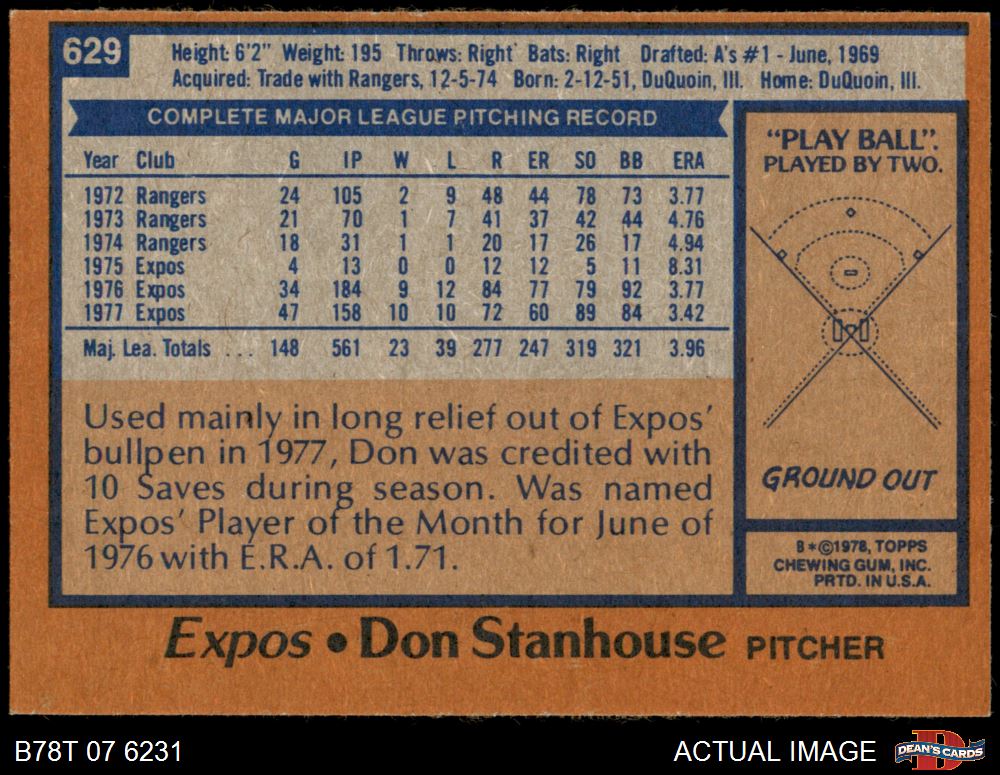 629
Height: 6'2" Weight: 195 Throws: Right Bats: Right Drafted: A's #1 - June, 1969
Acquired: Trade with Rangers, 12-5-74 Born: 2-12-51, DuQuoin, Ill. Home: DuQuoin, Ill.
COMPLETE MAJOR LEAGUE PITCHING RECORD
Year Club G IP W L R ER SO BB ERA
1972 Rangers 24 105 2 9 48 44 78 73 3.77
1973 Rangers 21 70 1 7 41 37 42 44 4.76
1974 Rangers 18 31 1 1 20 17 26 17 4.94
1975 Expos 4 13 0 0 12 12 5 11 8.31
1976 Expos 34 184 9 12 84 77 79 92 3.77
1977 Expos 47 158 10 10 72 60 89 84 3.42
Maj. Lea. Totals ... 148 561 23 39 277 247 319 321 3.96
Used mainly in long relief out of Expos'
bullpen in 1977, Don was credited with
10 Saves during season. Was named
Expos' Player of the Month for June of
1976 with E.R.A. of 1.71.
"PLAY BALL".
PLAYED BY TWO.
GROUND OUT
B*©1978, TOPPS
CHEWING GUM, INC.
PRTD. IN U.S.A.
Expos • Don Stanhouse PITCHER
B78T 07 6231
ACTUAL IMAGE
DEAN'S CARDS